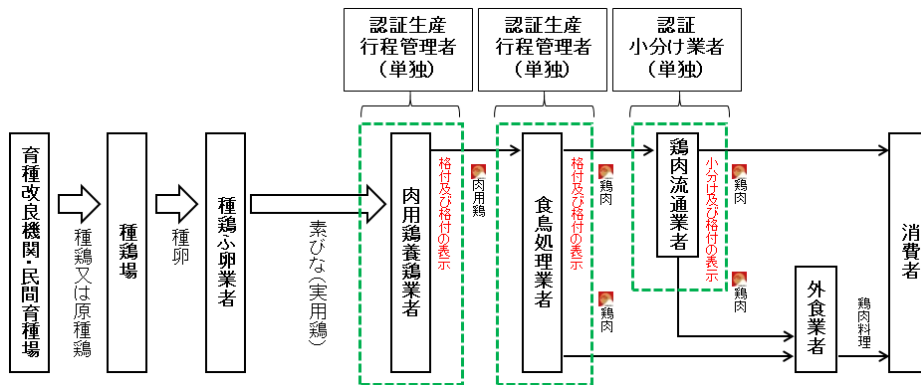 認証生産
行程管理者
（単独）
認証生産
行程管理者
（単独）
認証
小分け業者
（単独）
育種改良機関・民間育種場
種鶏又は原種鶏
種鶏場
種卵
種鶏ふ卵業者
素びな（実用鶏）
肉用鶏養鶏業者
格付及び格付の表示
肉用鶏
食鳥処理業者
格付及び格付の表示
鶏肉
鶏肉
鶏肉流通業者
小分け及び格付の表示
鶏肉
鶏肉
外食業者
鶏肉料理
消費者